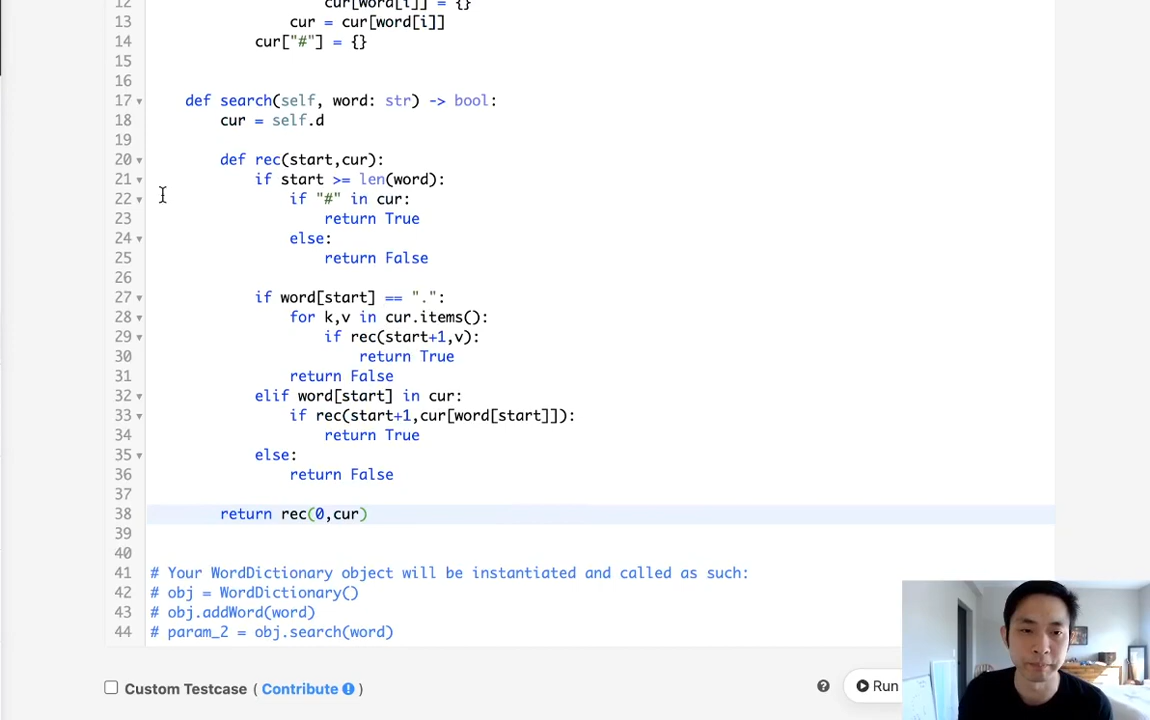 12 cur[word[i]] = {}
13 cur = cur[word[i]]
14 cur["#"] = {}
15
16
17 def search(self, word: str) -> bool:
18 cur = self.d
19
20 def rec(start,cur):
21 if start >= len(word):
22 if "#" in cur:
23 return True
24 else:
25 return False
26
27 if word[start] == ".":
28 for k,v in cur.items():
29 if rec(start+1,v):
30 return True
31 return False
32 elif word[start] in cur:
33 if rec(start+1,cur[word[start]]):
34 return True
35 else:
36 return False
37
38 return rec(0,cur)
39
40
41 # Your WordDictionary object will be instantiated and called as such:
42 # obj = WordDictionary()
43 # obj.addWord(word)
44 # param_2 = obj.search(word)
Custom Testcase ( Contribute ) ? Run